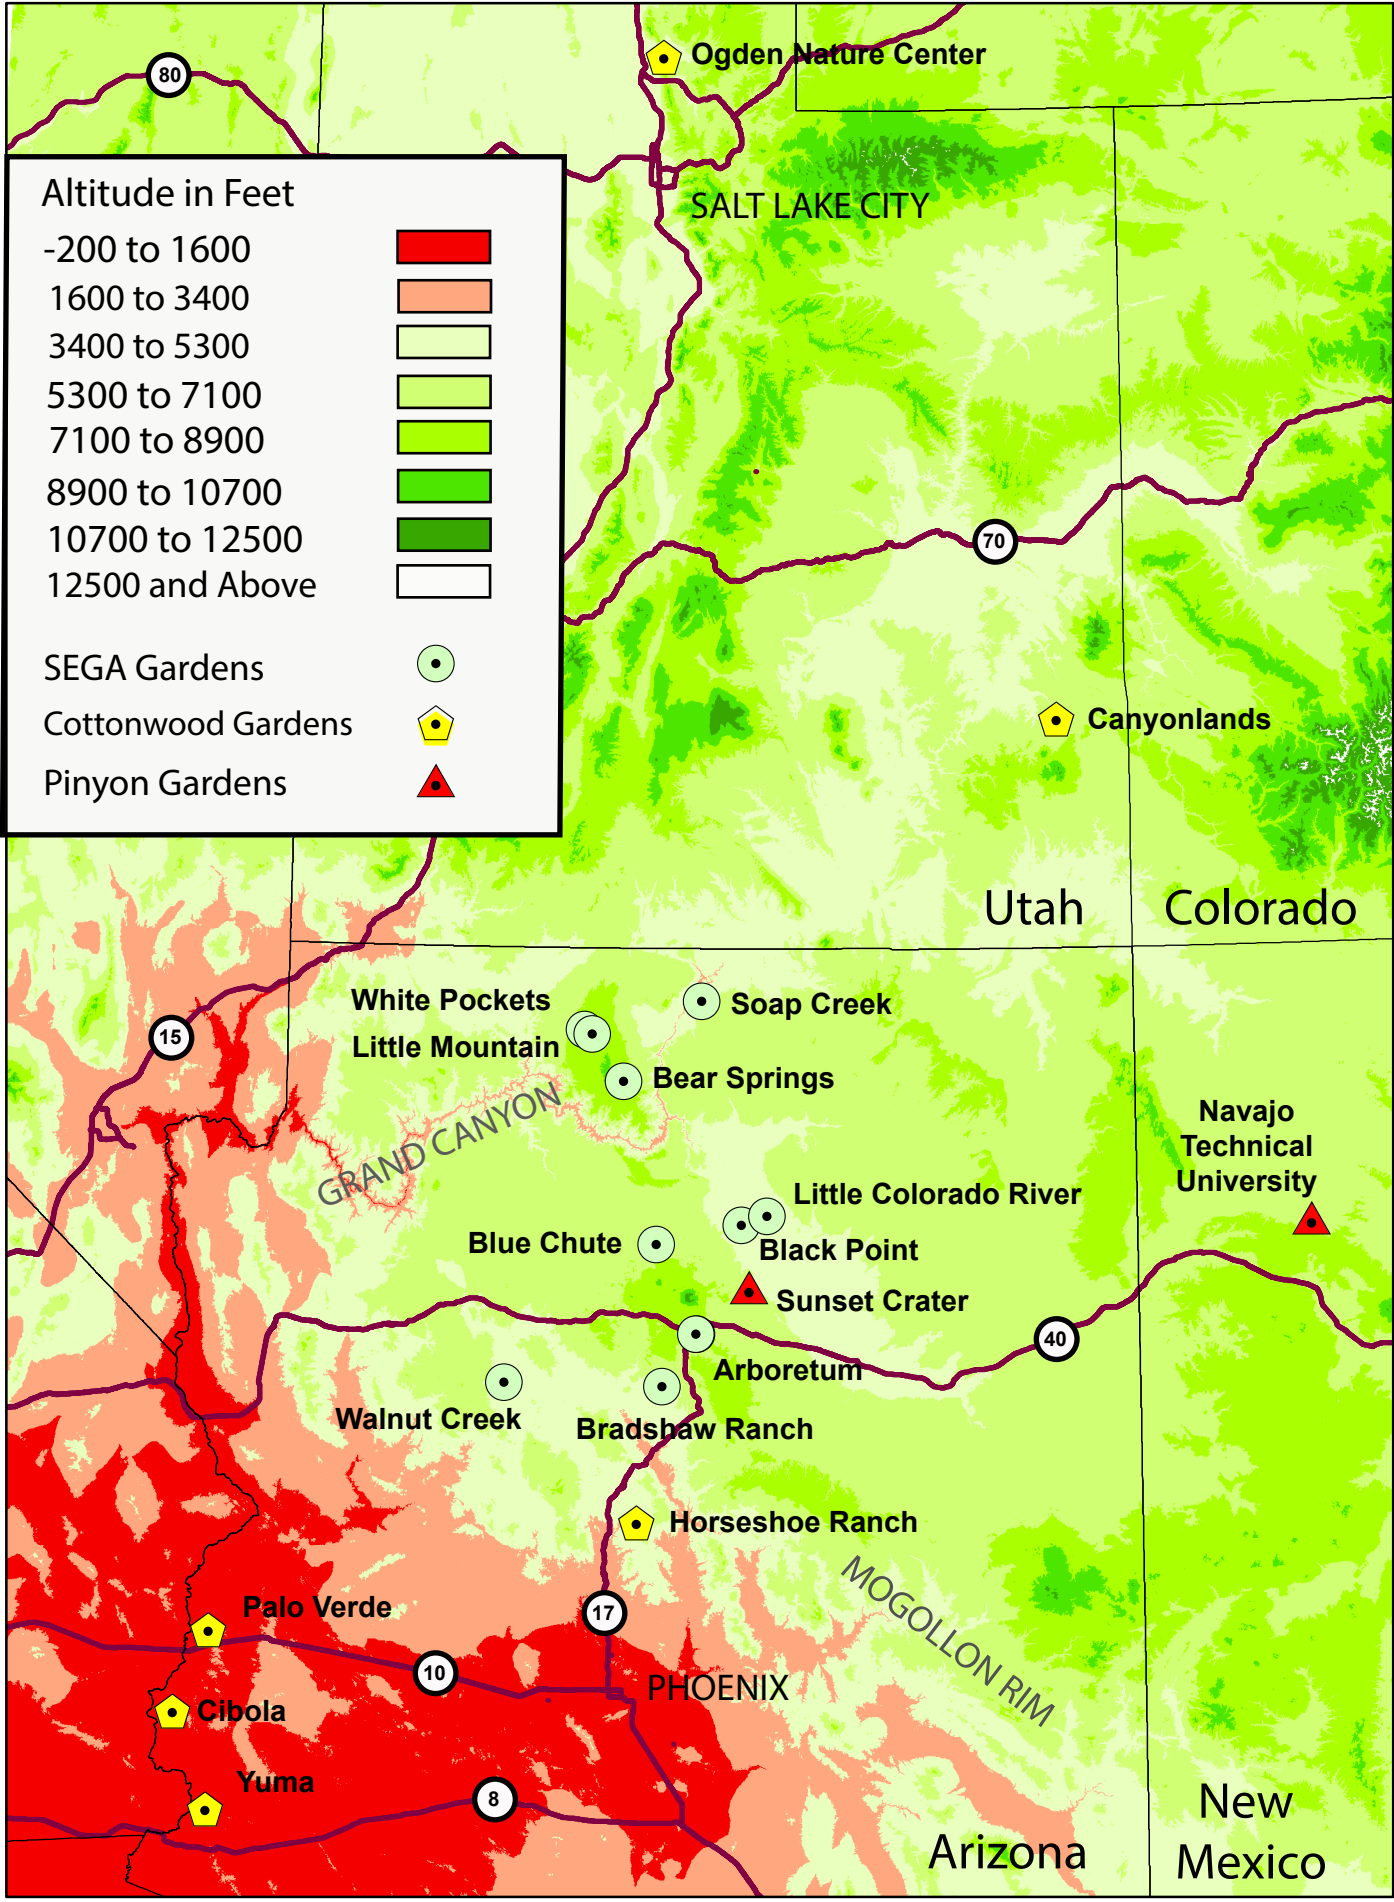 Ogden Nature Center
80
SALT LAKE CITY
Altitude in Feet
-200 to 1600
1600 to 3400
3400 to 5300
5300 to 7100
7100 to 8900
8900 to 10700
10700 to 12500
12500 and Above
SEGA Gardens
Cottonwood Gardens
Pinyon Gardens
70
Canyonlands
Utah
Colorado
White Pockets
Soap Creek
15
Little Mountain
Bear Springs
GRAND CANYON
Navajo
Technical
University
Little Colorado River
Blue Chute
Black Point
Sunset Crater
40
Arboretum
Walnut Creek
Bradshaw Ranch
Horseshoe Ranch
MOGOLLON RIM
Palo Verde
17
10
PHOENIX
Cibola
Yuma
8
New
Mexico
Arizona